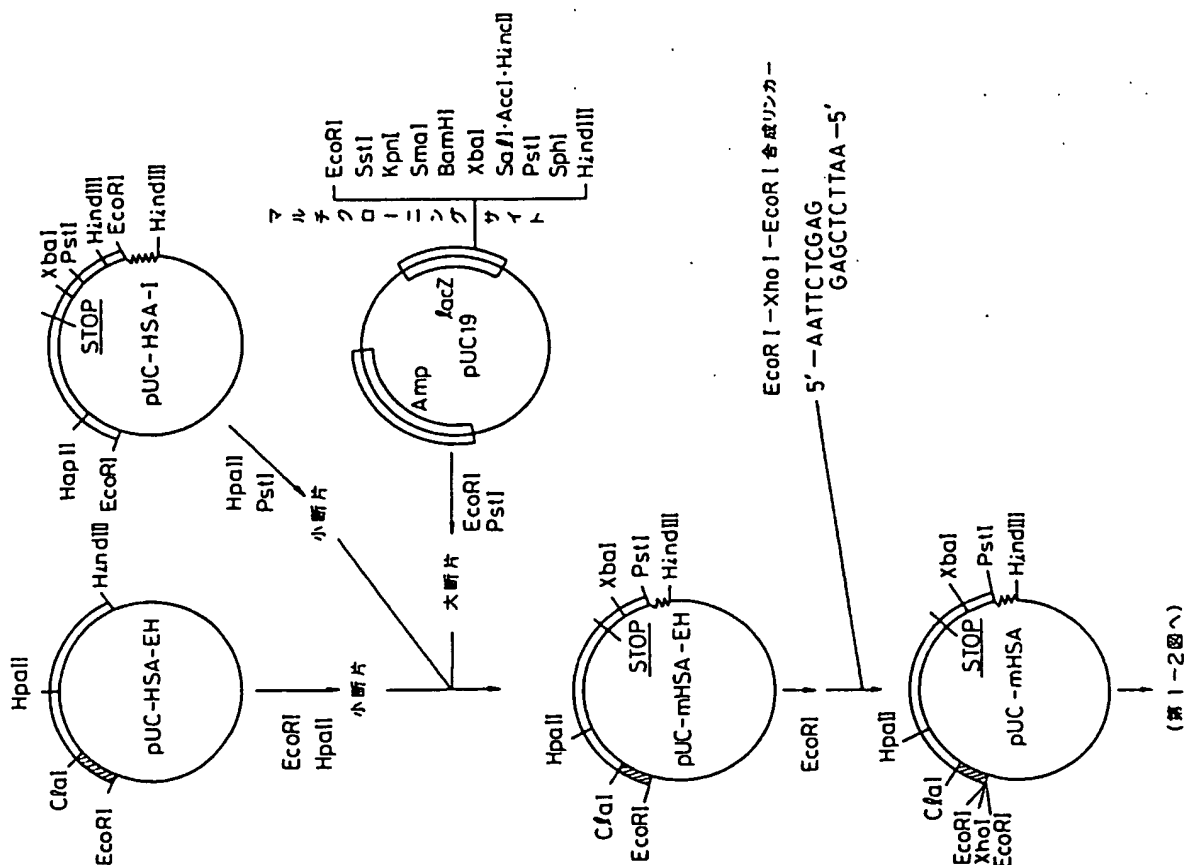 HpaII
ClaI
HindIII
EcoRI
pUC-HSA-EH
EcoRI
HpaII
小断片
XbaI
PstI
HindIII
EcoRI
HindIII
STOP
pUC-HSA-I
HapII
EcoRI
HpaII
PstI
小断片
マルチクローニングサイト
EcoRI
SstI
KpnI
SmaI
BamHI
XbaI
SalI・AccI・HincII
PstI
SphI
HindIII
lacZ
Amp
pUC19
EcoRI
PstI
大断片
HpaII
ClaI
EcoRI
XbaI
PstI
HindIII
STOP
pUC-mHSA-EH
EcoRI
EcoRI-XhoI-EcoRI合成リンカー
5'-AATTCTCGAG
GAGCTCTTAA-5'
HpaII
ClaI
EcoRI
XhoI
EcoRI
XbaI
PstI
HindIII
STOP
pUC-mHSA
(第1-2図へ)